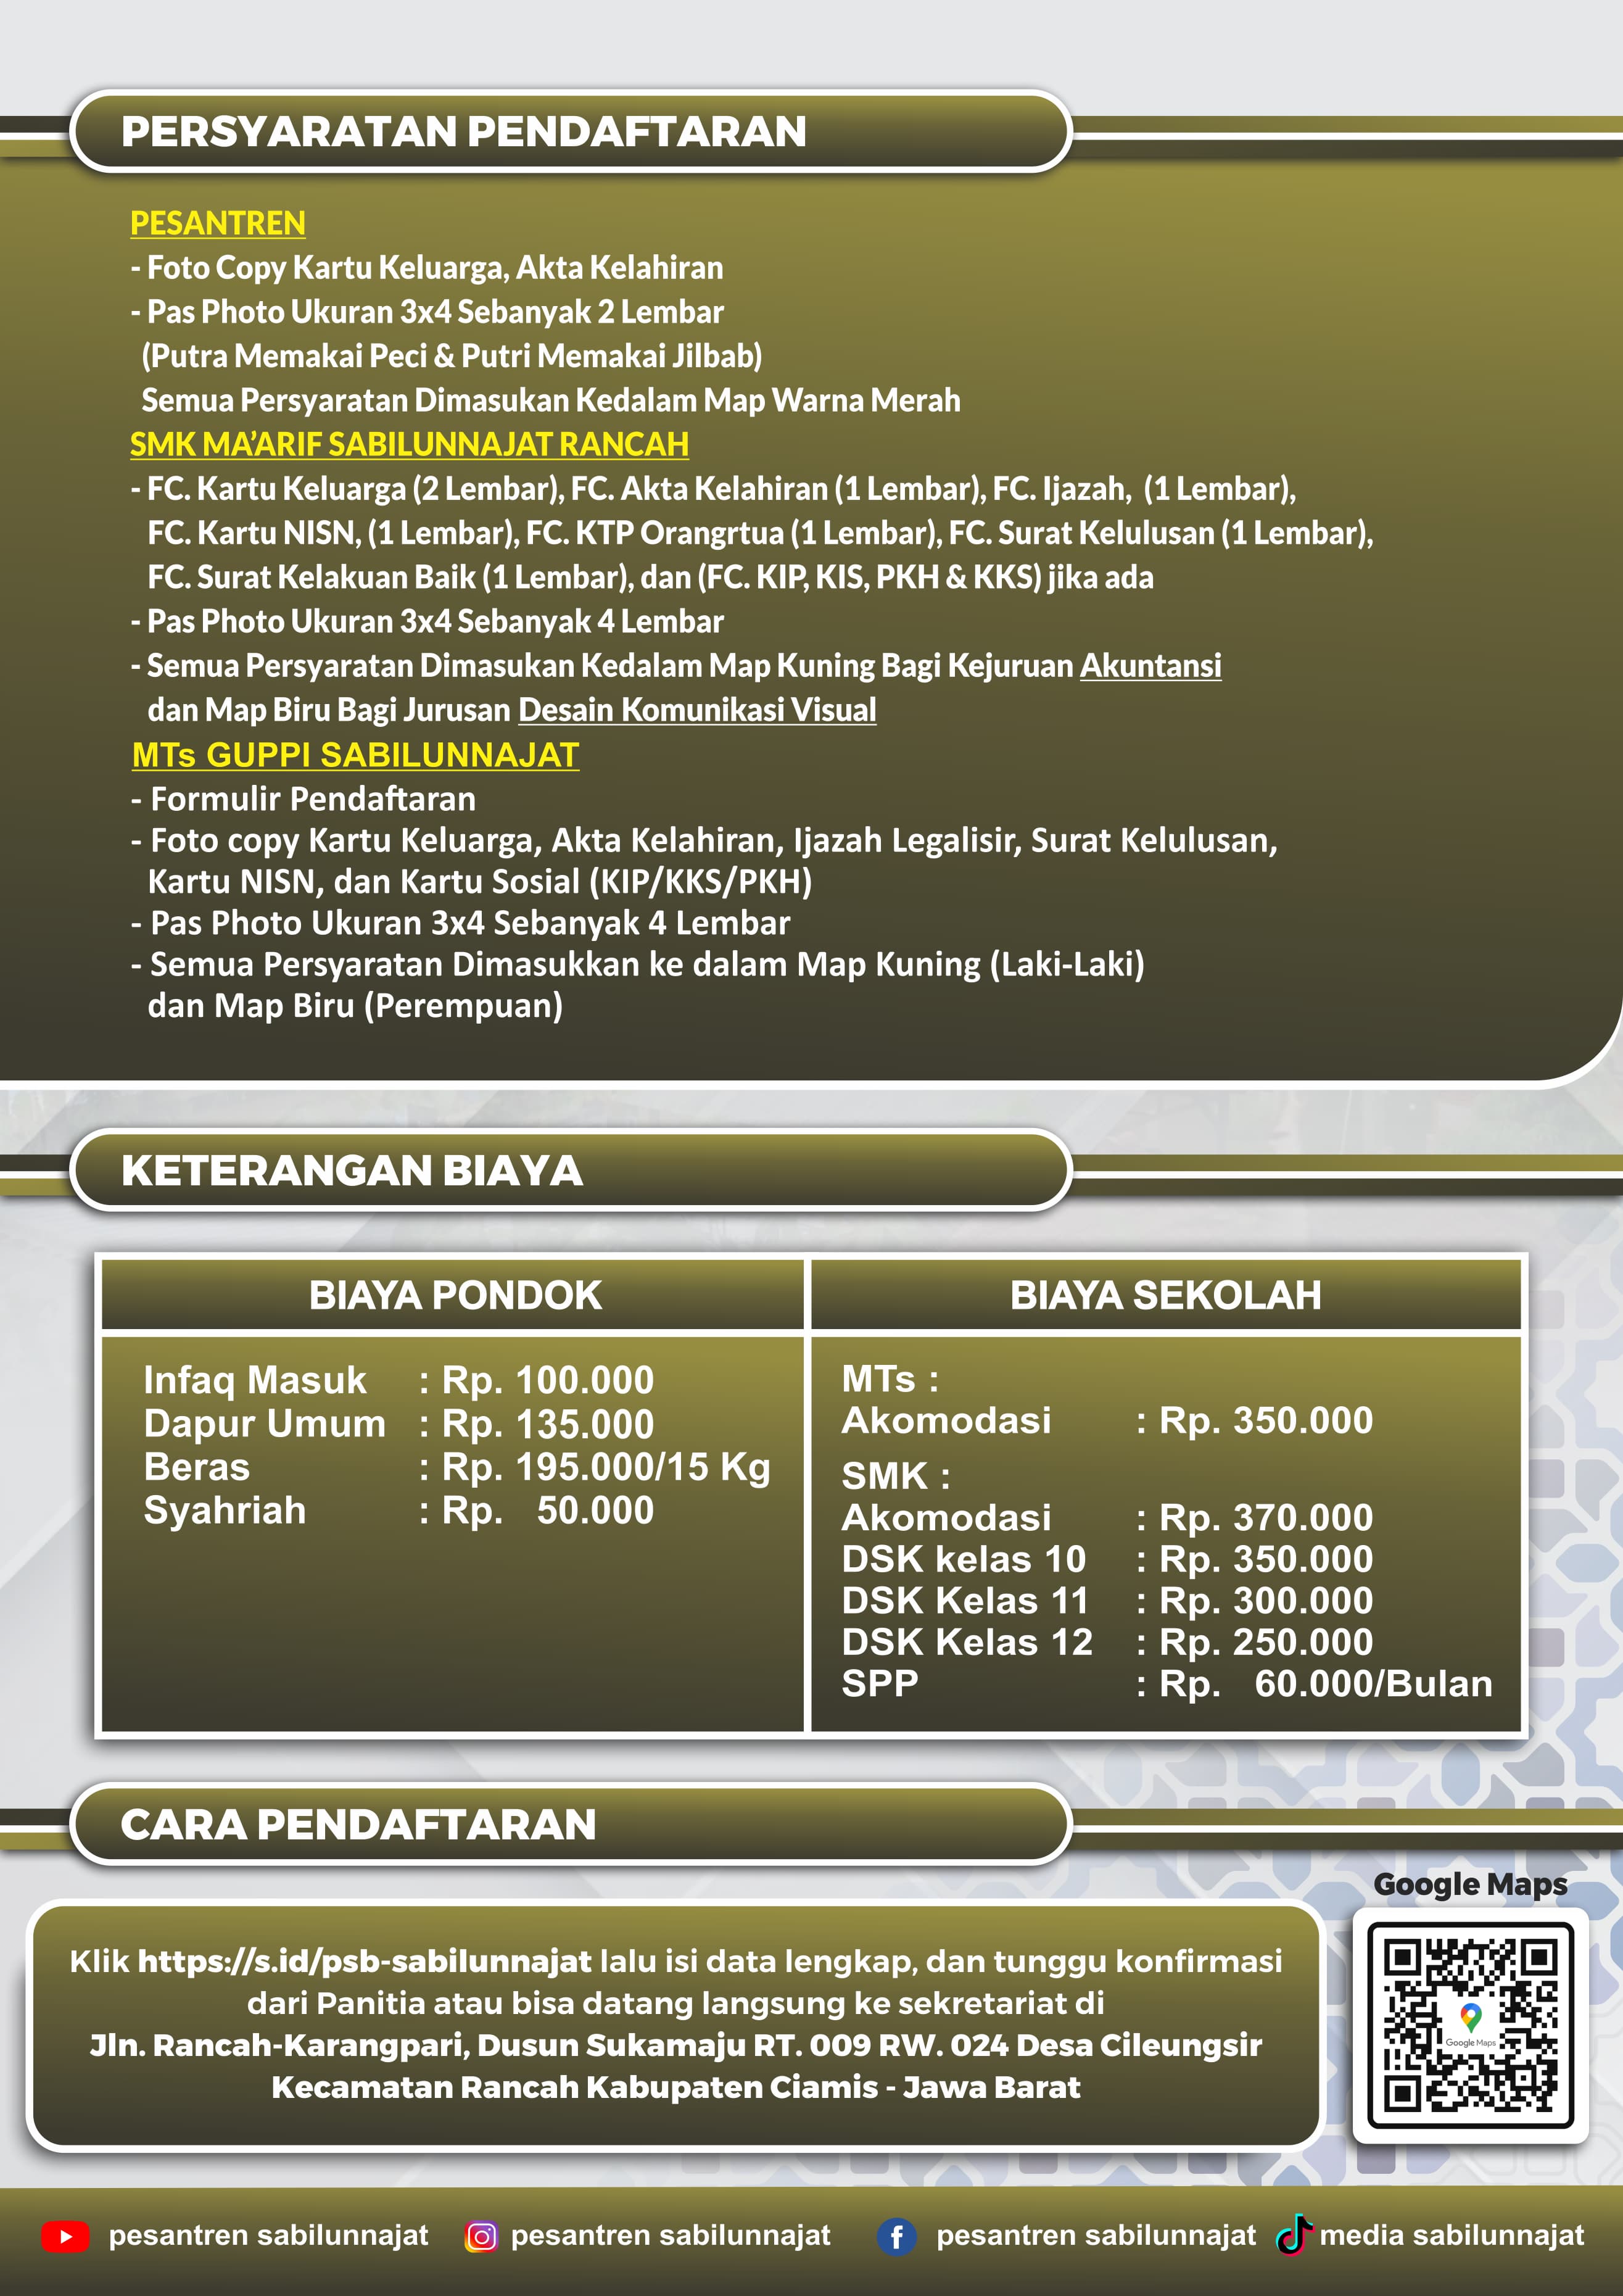 PERSYARATAN PENDAFTARAN
PESANTREN
- Foto Copy Kartu Keluarga, Akta Kelahiran
- Pas Photo Ukuran 3x4 Sebanyak 2 Lembar
(Putra Memakai Peci & Putri Memakai Jilbab)
Semua Persyaratan Dimasukan Kedalam Map Warna Merah
SMK MA'ARIF SABILUNNAJAT RANCAH
- FC. Kartu Keluarga (2 Lembar), FC. Akta Kelahiran (1 Lembar), FC. Ijazah, (1 Lembar),
FC. Kartu NISN, (1 Lembar), FC. KTP Orangrtua (1 Lembar), FC. Surat Kelulusan (1 Lembar),
FC. Surat Kelakuan Baik (1 Lembar), dan (FC. KIP, KIS, PKH & KKS) jika ada
- Pas Photo Ukuran 3x4 Sebanyak 4 Lembar
- Semua Persyaratan Dimasukan Kedalam Map Kuning Bagi Kejuruan Akuntansi
dan Map Biru Bagi Jurusan Desain Komunikasi Visual
MTs GUPPI SABILUNNAJAT
- Formulir Pendaftaran
- Foto copy Kartu Keluarga, Akta Kelahiran, Ijazah Legalisir, Surat Kelulusan,
Kartu NISN, dan Kartu Sosial (KIP/KKS/PKH)
- Pas Photo Ukuran 3x4 Sebanyak 4 Lembar
- Semua Persyaratan Dimasukkan ke dalam Map Kuning (Laki-Laki)
dan Map Biru (Perempuan)
KETERANGAN BIAYA
BIAYA PONDOK
Infaq Masuk : Rp. 100.000
Dapur Umum : Rp. 135.000
Beras : Rp. 195.000/15 Kg
Syahriah : Rp. 50.000
BIAYA SEKOLAH
MTs :
Akomodasi : Rp. 350.000
SMK :
Akomodasi : Rp. 370.000
DSK kelas 10 : Rp. 350.000
DSK Kelas 11 : Rp. 300.000
DSK Kelas 12 : Rp. 250.000
SPP : Rp. 60.000/Bulan
CARA PENDAFTARAN
Klik https://s.id/psb-sabilunnajat lalu isi data lengkap, dan tunggu konfirmasi
dari Panitia atau bisa datang langsung ke sekretariat di
Jln. Rancah-Karangpari, Dusun Sukamaju RT. 009 RW. 024 Desa Cileungsir
Kecamatan Rancah Kabupaten Ciamis - Jawa Barat
Google Maps
Google Maps
pesantren sabilunnajat
pesantren sabilunnajat
pesantren sabilunnajat
media sabilunnajat